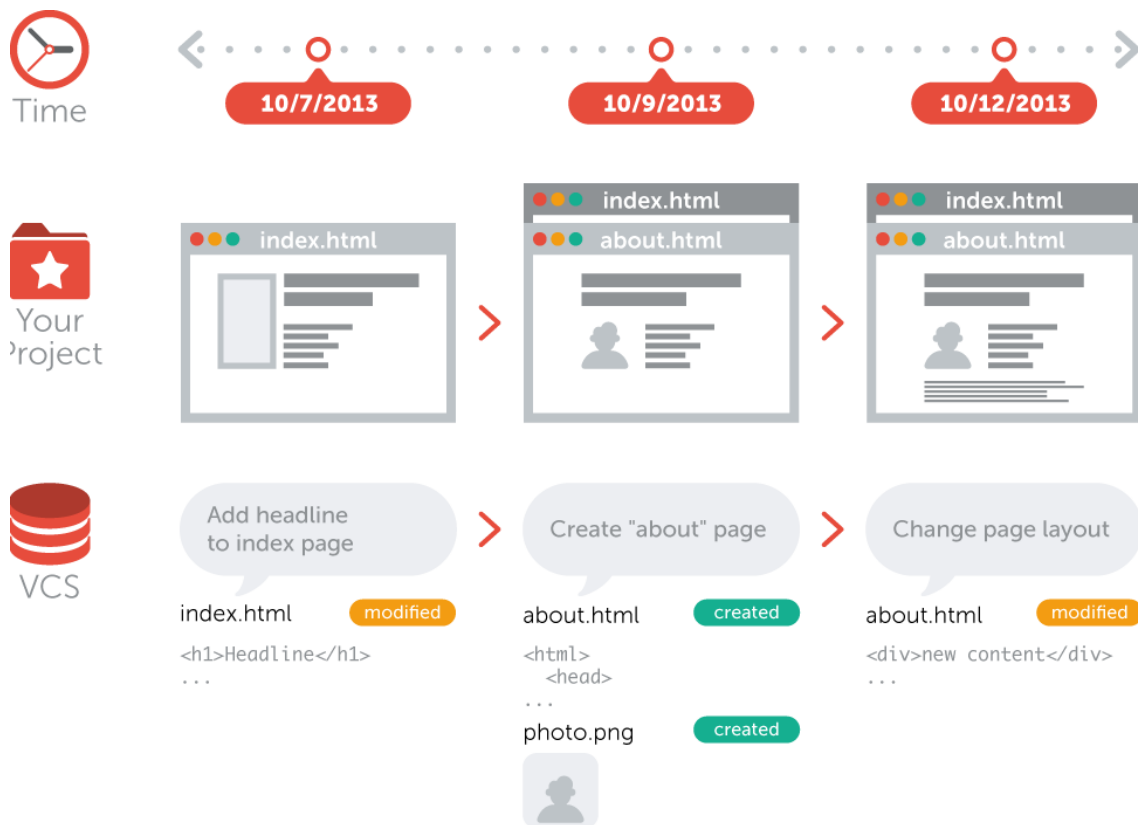 Time
10/7/2013
10/9/2013
10/12/2013
Your
Project
index.html
index.html
about.html
index.html
about.html
VCS
Add headline
to index page
Create "about" page
Change page layout
index.html modified
<h1>Headline</h1>
...
about.html created
<html>
<head>
...
photo.png created
about.html modified
<div>new content</div>
...